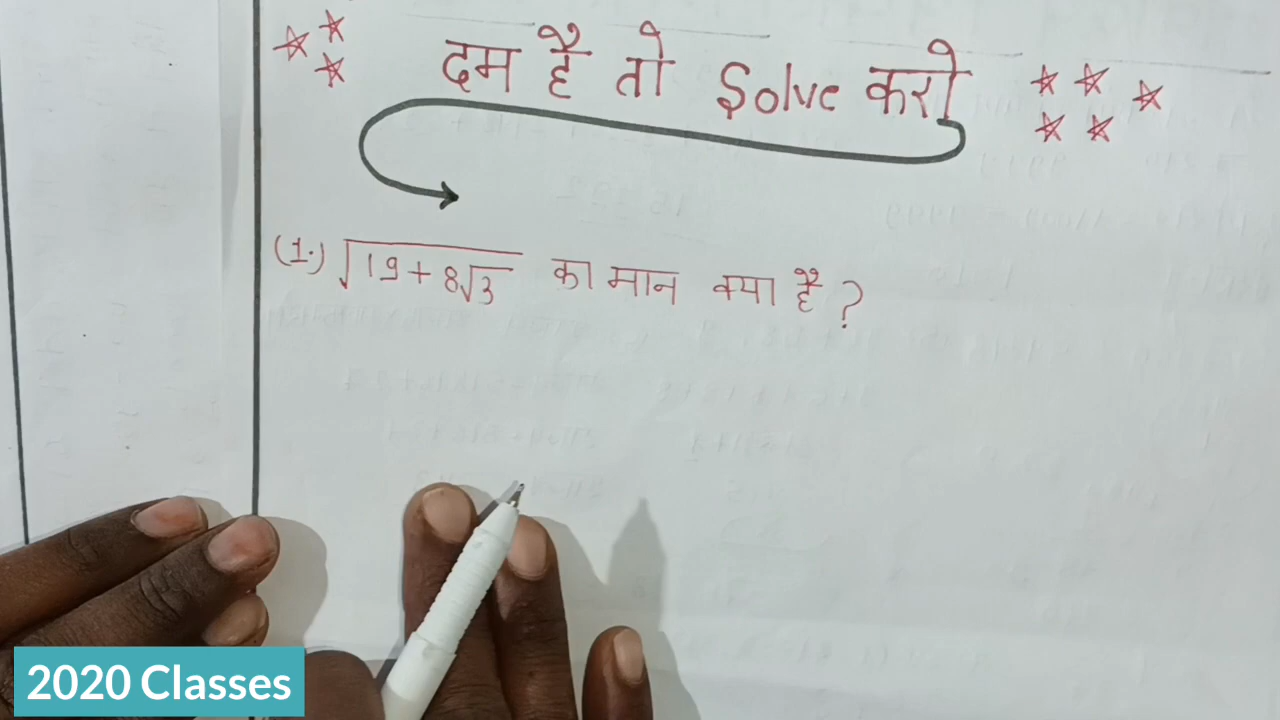 दम है तो Solve करो
(1.) √19+8√3 का मान क्या है ?
2020 Classes